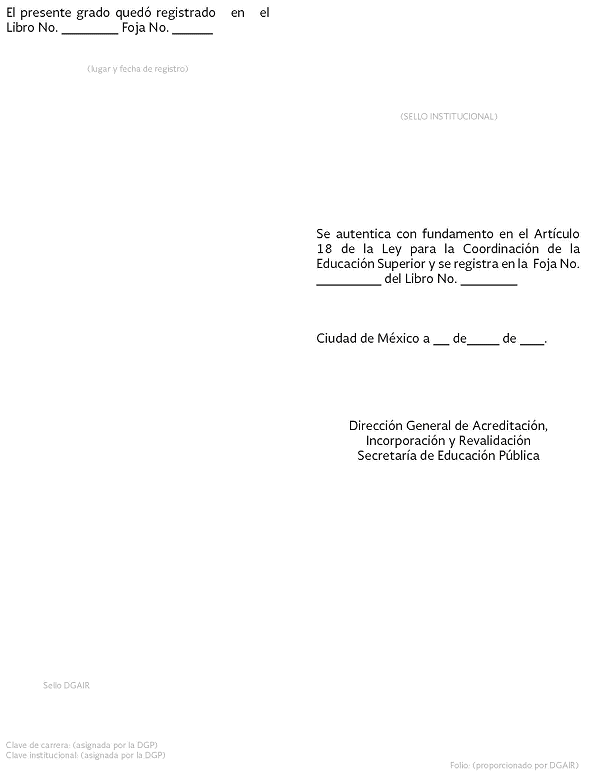 El presente grado quedó registrado en el
Libro No. _________ Foja No. ______
(lugar y fecha de registro)
(SELLO INSTITUCIONAL)
Se autentica con fundamento en el Artículo
18 de la Ley para la Coordinación de la
Educación Superior y se registra en la Foja No.
__________ del Libro No. _________
Ciudad de México a __ de_____ de ____.
Dirección General de Acreditación,
Incorporación y Revalidación
Secretaría de Educación Pública
Sello DGAIR
Clave de carrera: (asignada por la DGP)
Clave institucional: (asignada por la DGP)
Folio: (proporcionado por DGAIR)